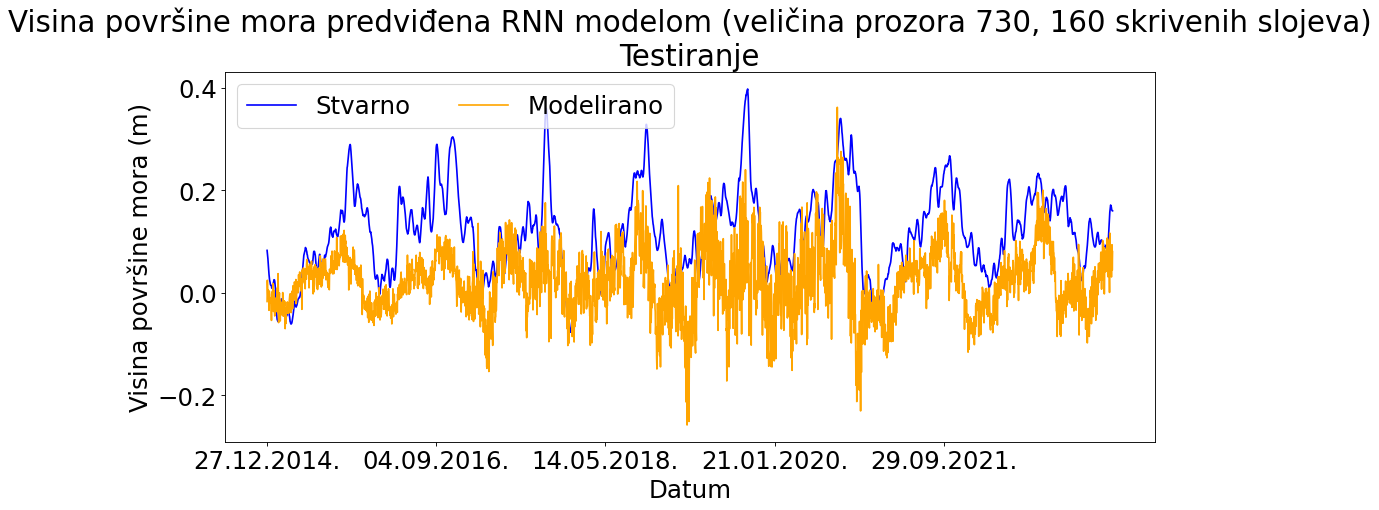 Visina površine mora predviđena RNN modelom (veličina prozora 730, 160 skrivenih slojeva)
Testiranje
Stvarno Modelirano
Visina površine mora (m)
0.4
0.2
0.0
−0.2
27.12.2014. 04.09.2016. 14.05.2018. 21.01.2020. 29.09.2021.
Datum